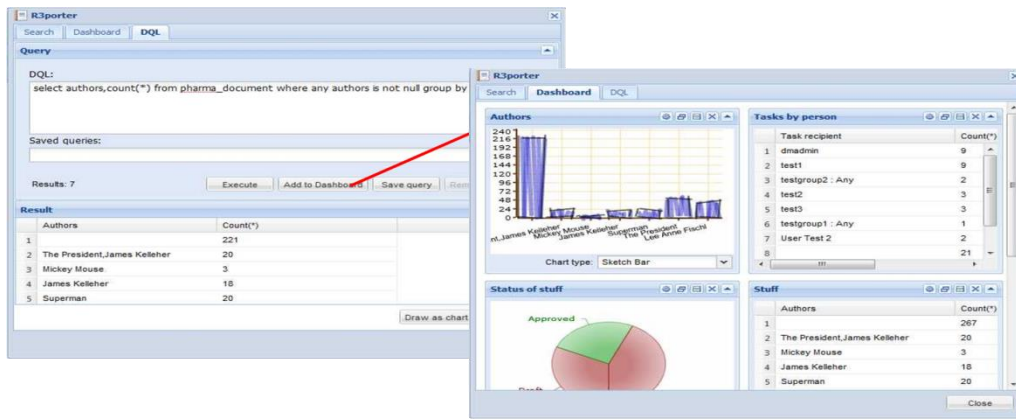 R3porter
Search Dashboard DQL
Query
DQL:
select authors,count(*) from pharma_document where any authors is not null group by
Saved queries:
Results: 7 Execute Add to Dashboard Save query Rem
Result
Authors Count(*)
1 221
2 The President,James Kelleher 20
3 Mickey Mouse 3
4 James Kelleher 18
5 Superman 20
Draw as chart
R3porter
Search Dashboard DQL
Authors
240
216
192
168
144
120
96
72
48
24
0
nt,James Kelleher
Mickey Mouse
James Kelleher
Superman
The President
Lee Anne Fischl
Chart type: Sketch Bar
Tasks by person
Task recipient Count(*)
1 dmadmin 9
2 test1 9
3 testgroup2 : Any 2
4 test2 3
5 test3 3
6 testgroup1 : Any 1
7 User Test 2 2
8 21
Status of stuff
Approved
Draft
Stuff
Authors Count(*)
1 267
2 The President,James Kelleher 20
3 Mickey Mouse 3
4 James Kelleher 18
5 Superman 20
Close